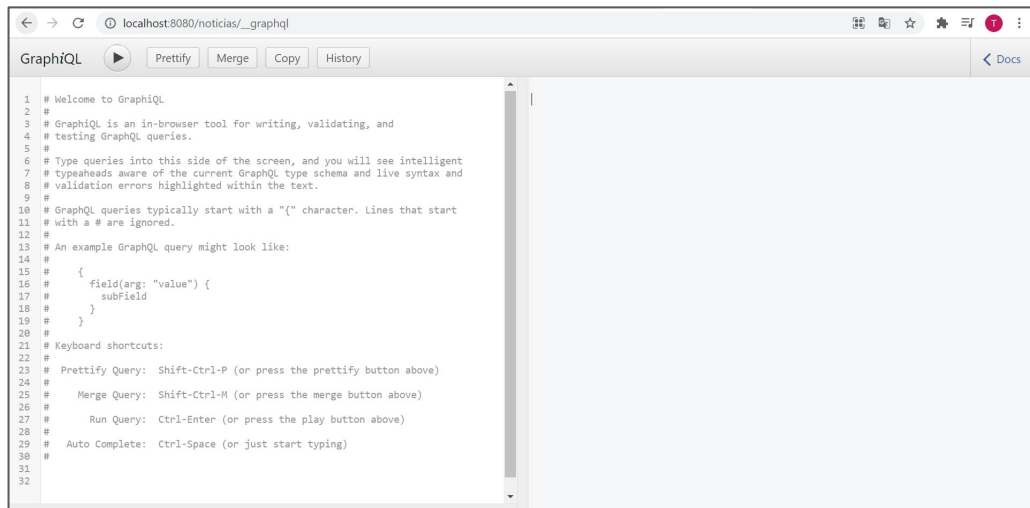 localhost:8080/noticias/__graphql
T
GraphiQL Prettify Merge Copy History Docs
1 # Welcome to GraphiQL
2 #
3 # GraphiQL is an in-browser tool for writing, validating, and
4 # testing GraphQL queries.
5 #
6 # Type queries into this side of the screen, and you will see intelligent
7 # typeaheads aware of the current GraphQL type schema and live syntax and
8 # validation errors highlighted within the text.
9 #
10 # GraphQL queries typically start with a "{" character. Lines that start
11 # with a # are ignored.
12 #
13 # An example GraphQL query might look like:
14 #
15 #     {
16 #       field(arg: "value") {
17 #         subField
18 #       }
19 #     }
20 #
21 # Keyboard shortcuts:
22 #
23 #  Prettify Query:  Shift-Ctrl-P (or press the prettify button above)
24 #
25 #     Merge Query:  Shift-Ctrl-M (or press the merge button above)
26 #
27 #       Run Query:  Ctrl-Enter (or press the play button above)
28 #
29 #   Auto Complete:  Ctrl-Space (or just start typing)
30 #
31
32